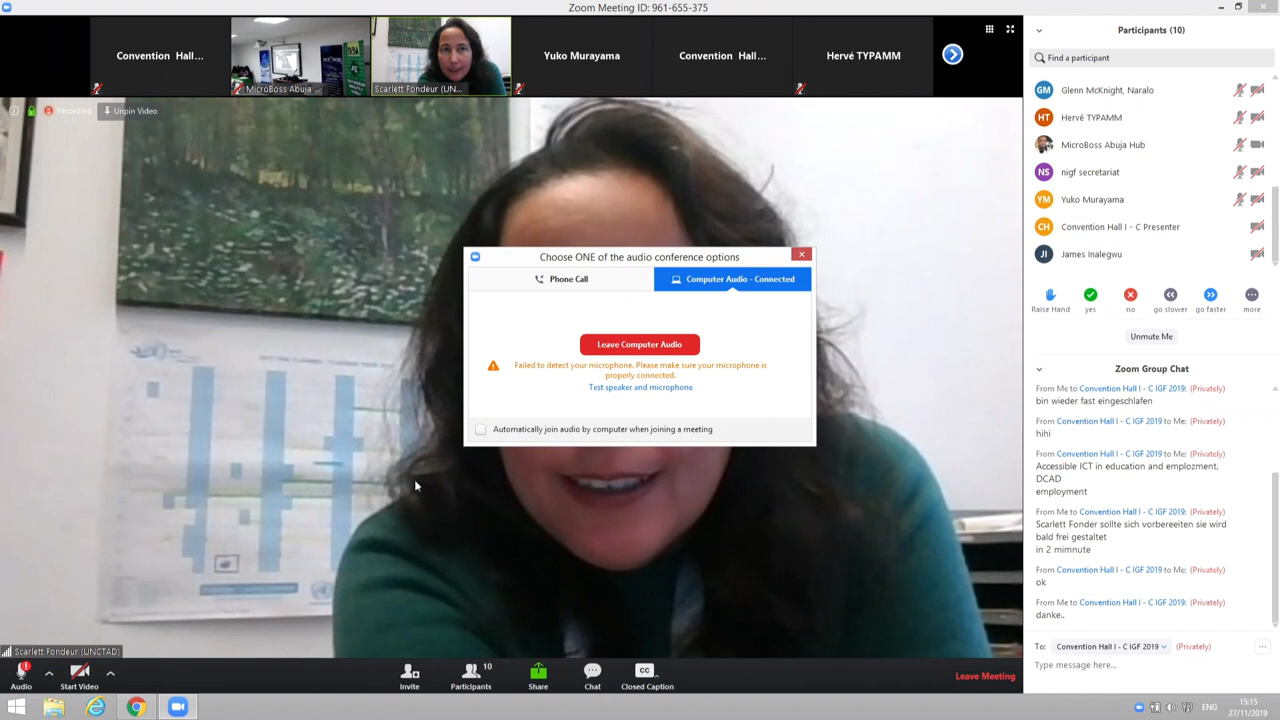 Zoom Meeting ID: 961-655-375
Convention Hall...
MicroBoss Abuja
Scarlett Fondeur (UN...
Yuko Murayama
Convention Hall...
Hervé TYPAMM
Recording
Unpin Video
Participants (10)
Find a participant
GM Glenn McKnight, Naralo
HT Hervé TYPAMM
MicroBoss Abuja Hub
NS nigf secretariat
YM Yuko Murayama
CH Convention Hall I - C Presenter
JI James Inalegwu
Raise Hand yes no go slower go faster more
Unmute Me
Choose ONE of the audio conference options
Phone Call
Computer Audio - Connected
Leave Computer Audio
Failed to detect your microphone. Please make sure your microphone is
properly connected.
Test speaker and microphone
Automatically join audio by computer when joining a meeting
Zoom Group Chat
From Me to Convention Hall I - C IGF 2019: (Privately)
bin wieder fast eingeschlafen
From Convention Hall I - C IGF 2019 to Me: (Privately)
hihi
From Convention Hall I - C IGF 2019 to Me: (Privately)
Accessible ICT in education and emplozment.
DCAD
employment
From Me to Convention Hall I - C IGF 2019: (Privately)
Scarlett Fonder sollte sich vorbereeiten sie wird
bald frei gestaltet
in 2 mimnute
From Convention Hall I - C IGF 2019 to Me: (Privately)
ok
From Me to Convention Hall I - C IGF 2019: (Privately)
danke..
To: Convention Hall I - C IGF 2019 (Privately)
Type message here...
Scarlett Fondeur (UNCTAD)
10
Audio Start Video Invite Participants Share Chat CC Closed Caption
Leave Meeting
ENG
15:15
27/11/2019